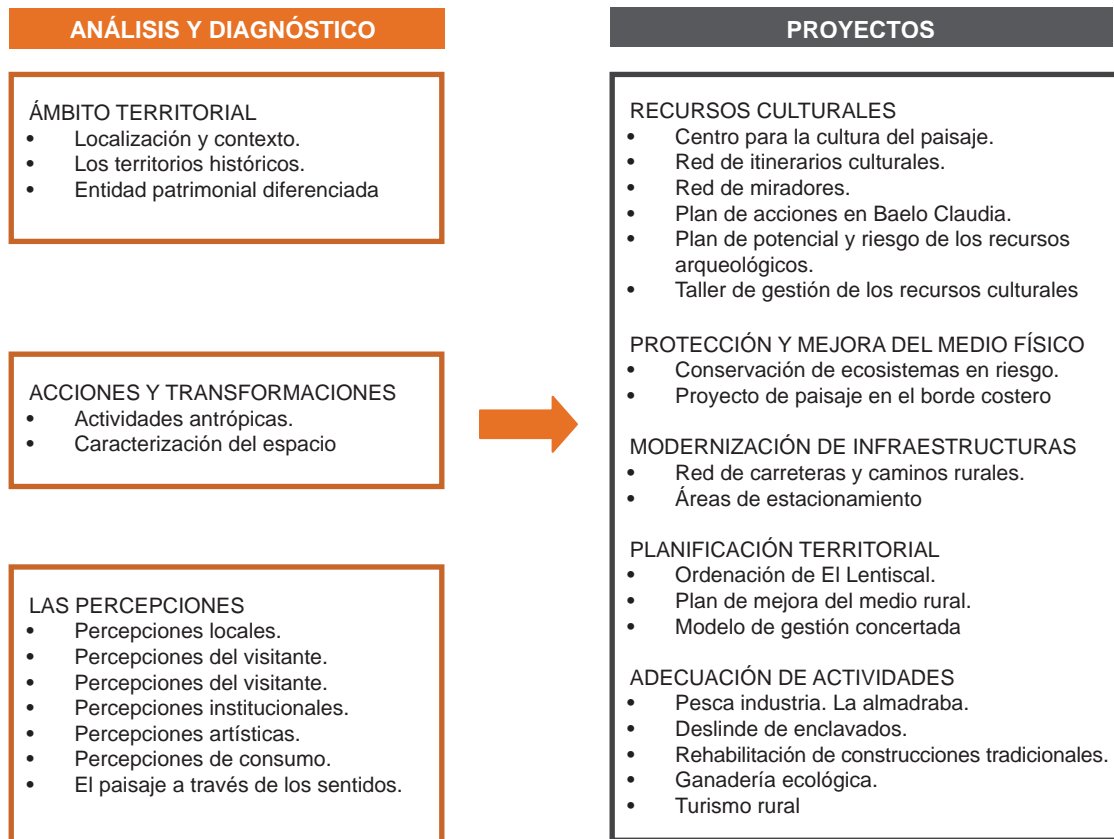 ANÁLISIS Y DIAGNÓSTICO
ÁMBITO TERRITORIAL
• Localización y contexto.
• Los territorios históricos.
• Entidad patrimonial diferenciada
ACCIONES Y TRANSFORMACIONES
• Actividades antrópicas.
• Caracterización del espacio
LAS PERCEPCIONES
• Percepciones locales.
• Percepciones del visitante.
• Percepciones del visitante.
• Percepciones institucionales.
• Percepciones artísticas.
• Percepciones de consumo.
• El paisaje a través de los sentidos.
PROYECTOS
RECURSOS CULTURALES
• Centro para la cultura del paisaje.
• Red de itinerarios culturales.
• Red de miradores.
• Plan de acciones en Baelo Claudia.
• Plan de potencial y riesgo de los recursos
arqueológicos.
• Taller de gestión de los recursos culturales
PROTECCIÓN Y MEJORA DEL MEDIO FÍSICO
• Conservación de ecosistemas en riesgo.
• Proyecto de paisaje en el borde costero
MODERNIZACIÓN DE INFRAESTRUCTURAS
• Red de carreteras y caminos rurales.
• Áreas de estacionamiento
PLANIFICACIÓN TERRITORIAL
• Ordenación de El Lentiscal.
• Plan de mejora del medio rural.
• Modelo de gestión concertada
ADECUACIÓN DE ACTIVIDADES
• Pesca industria. La almadraba.
• Deslinde de enclavados.
• Rehabilitación de construcciones tradicionales.
• Ganadería ecológica.
• Turismo rural